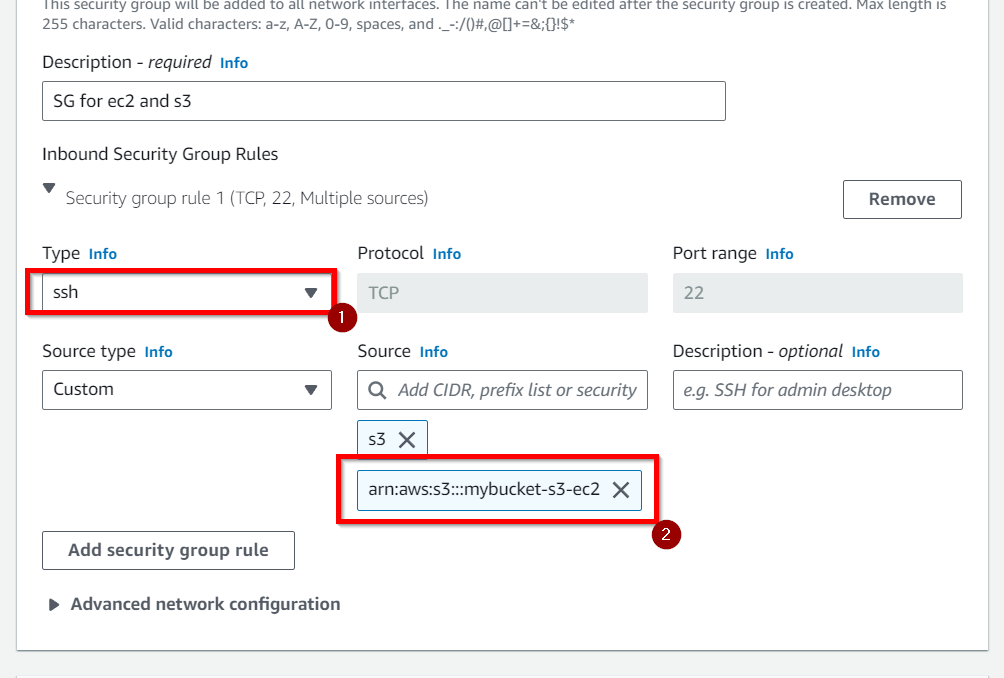 This security group will be added to all network interfaces. The name can't be edited after the security group is created. Max length is
255 characters. Valid characters: a-z, A-Z, 0-9, spaces, and ._-:/()#,@[]+=&;{}!$*
Description - required Info
SG for ec2 and s3
Inbound Security Group Rules
Security group rule 1 (TCP, 22, Multiple sources)
Remove
Type Info
Protocol Info
Port range Info
ssh
TCP
22
1
Source type Info
Source Info
Description - optional Info
Custom
Add CIDR, prefix list or security
e.g. SSH for admin desktop
s3
arn:aws:s3:::mybucket-s3-ec2
2
Add security group rule
Advanced network configuration